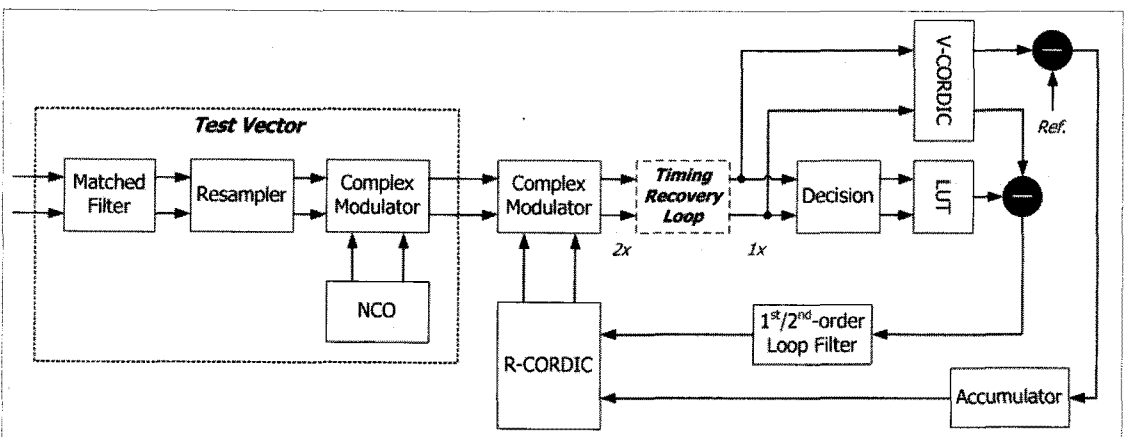 Test Vector
Matched
Filter
Resampler
Complex
Modulator
NCO
Complex
Modulator
2x
Timing
Recovery
Loop
1x
Decision
LUT
V-CORDIC
Ref.
R-CORDIC
1st/2nd-order
Loop Filter
Accumulator